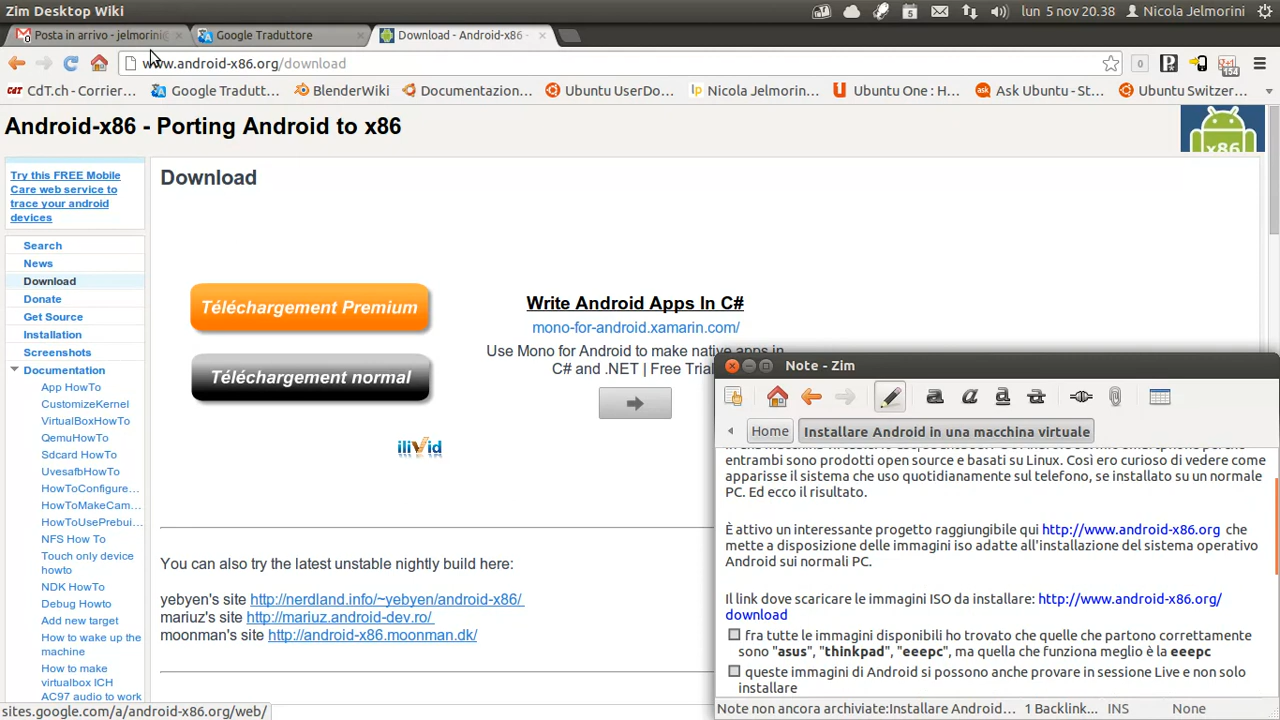 Zim Desktop Wiki
5
lun 5 nov 20.38
Nicola Jelmorini
Posta in arrivo - jelmorini@
Google Traduttore
Download - Android-x86 -
www.android-x86.org/download
0
154
CdT.ch - Corrier...
Google Tradutt...
BlenderWiki
Documentazion...
Ubuntu UserDo...
Nicola Jelmorin...
Ubuntu One : H...
Ask Ubuntu - St...
Ubuntu Switzer...
Android-x86 - Porting Android to x86
x86
Try this FREE Mobile
Care web service to
trace your android
devices
Search
News
Download
Donate
Get Source
Installation
Screenshots
Documentation
App HowTo
CustomizeKernel
VirtualBoxHowTo
QemuHowTo
Sdcard HowTo
UvesafbHowTo
HowToConfigure...
HowToMakeCam...
HowToUsePrebui...
NFS How To
Touch only device
howto
NDK HowTo
Debug Howto
Add new target
How to wake up the
machine
How to make
virtualbox ICH
AC97 audio to work
Download
Téléchargement Premium
Téléchargement normal
iliVid
Write Android Apps In C#
mono-for-android.xamarin.com/
Use Mono for Android to make native apps in
C# and .NET | Free Trial
You can also try the latest unstable nightly build here:
yebyen's site http://nerdland.info/~yebyen/android-x86/
mariuz's site http://mariuz.android-dev.ro/
moonman's site http://android-x86.moonman.dk/
sites.google.com/a/android-x86.org/web/
Note - Zim
Home
Installare Android in una macchina virtuale
entrambi sono prodotti open source e basati su Linux. Così ero curioso di vedere come
apparisse il sistema che uso quotidianamente sul telefono, se installato su un normale
PC. Ed ecco il risultato.
È attivo un interessante progetto raggiungibile qui http://www.android-x86.org che
mette a disposizione delle immagini iso adatte all'installazione del sistema operativo
Android sui normali PC.
Il link dove scaricare le immagini ISO da installare: http://www.android-x86.org/
download
fra tutte le immagini disponibili ho trovato che quelle che partono correttamente
sono "asus", "thinkpad", "eeepc", ma quella che funziona meglio è la eeepc
queste immagini di Android si possono anche provare in sessione Live e non solo
installare
Note non ancora archiviate:Installare Android...
1 Backlink...
INS
None